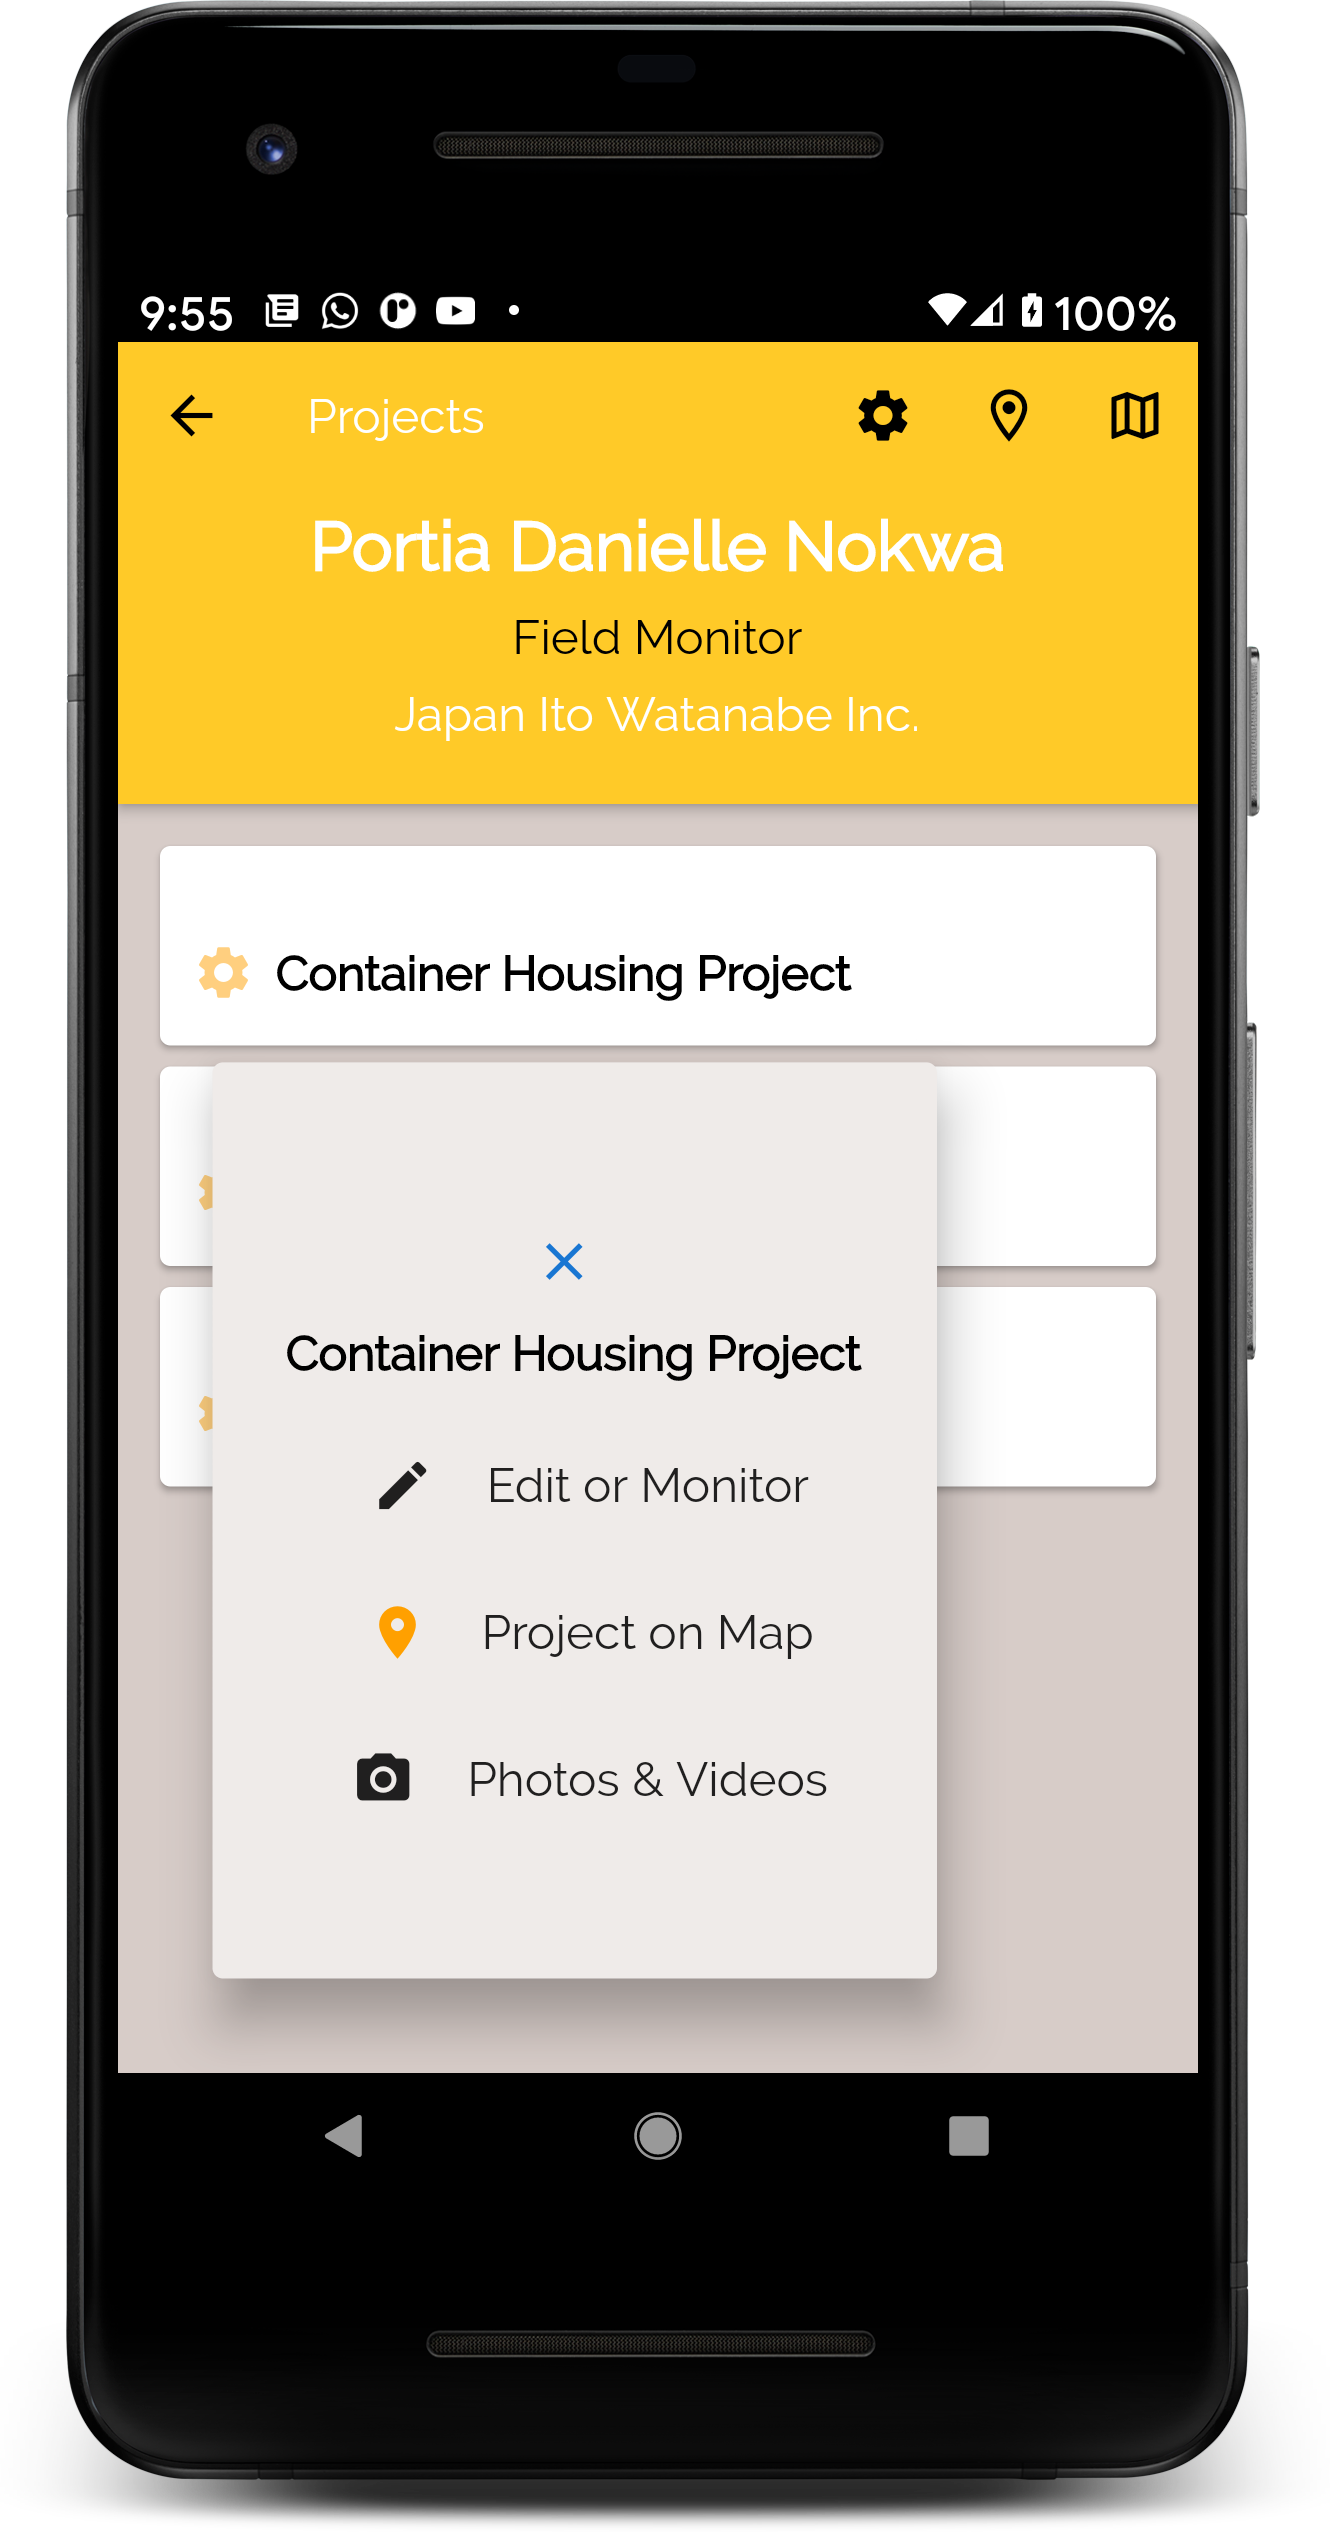 9:55 100%
Projects
Portia Danielle Nokwa
Field Monitor
Japan Ito Watanabe Inc.
Container Housing Project
Container Housing Project
Edit or Monitor
Project on Map
Photos & Videos